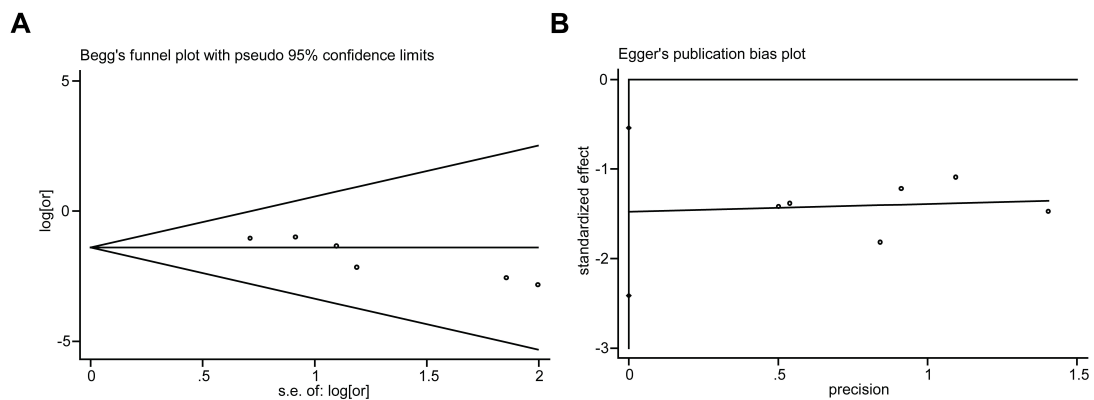 A
Begg's funnel plot with pseudo 95% confidence limits
5
0
-5
log[or]
0 .5 1 1.5 2
s.e. of: log[or]
B
Egger's publication bias plot
0
-1
-2
-3
standardized effect
0 .5 1 1.5
precision